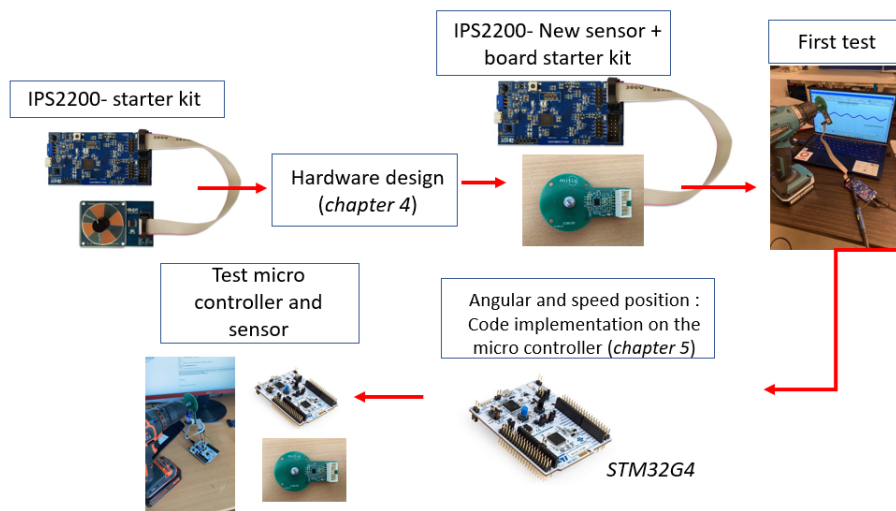 IPS2200- starter kit
Hardware design
(chapter 4)
IPS2200- New sensor +
board starter kit
First test
Angular and speed position :
Code implementation on the
micro controller (chapter 5)
STM32G4
Test micro
controller and
sensor